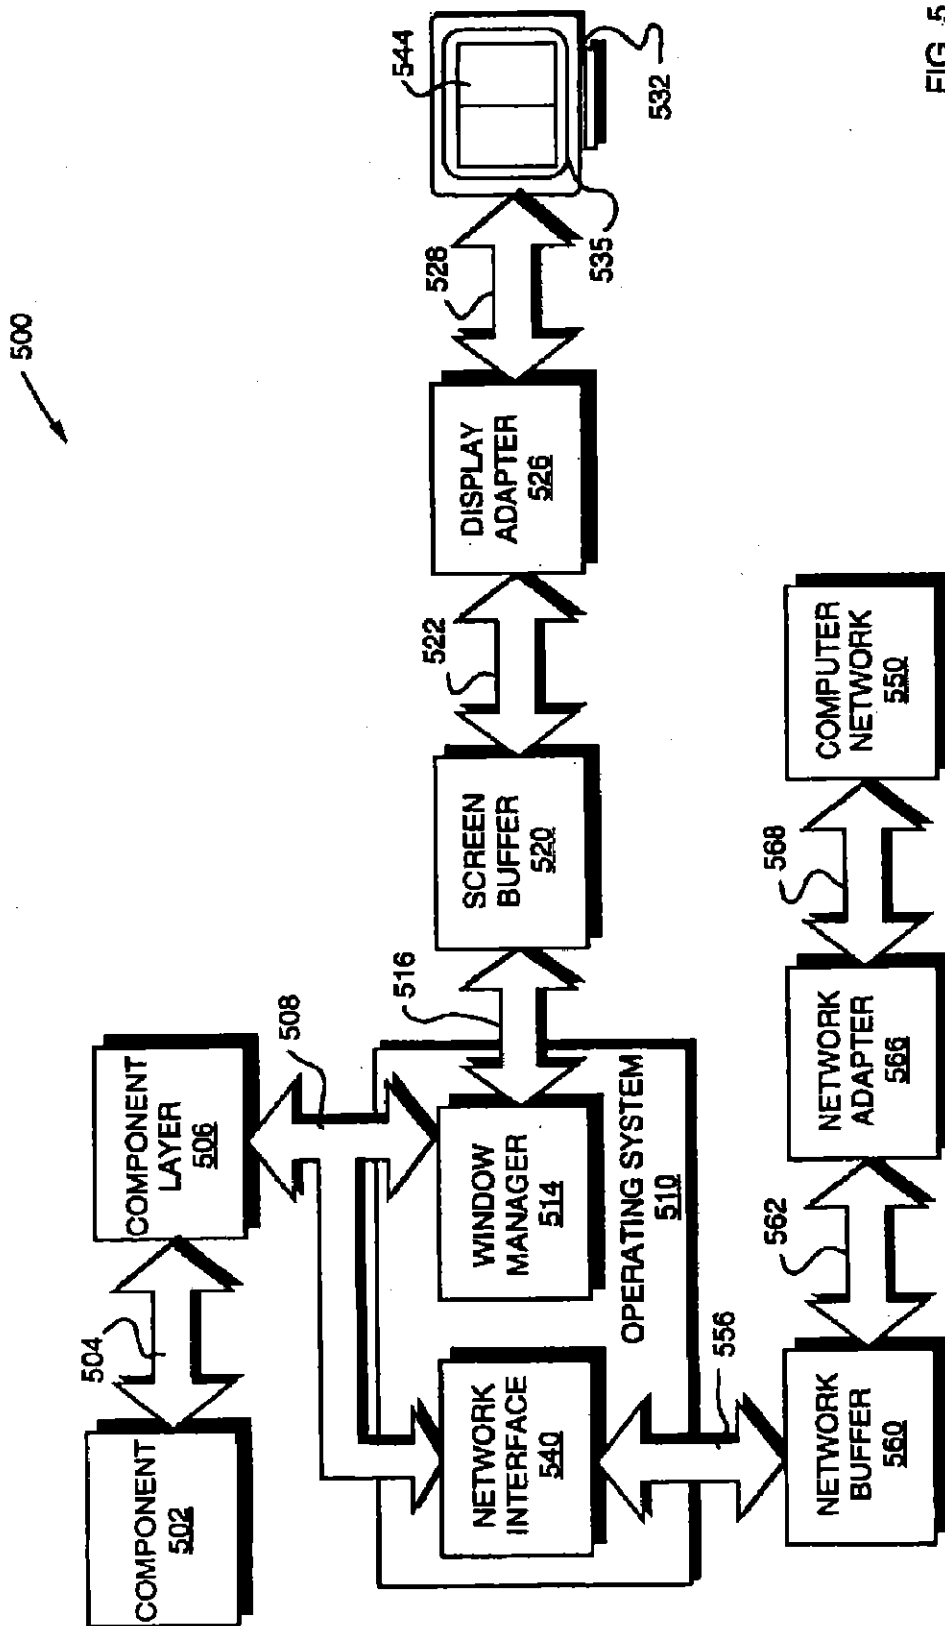 500
COMPONENT
502
504
COMPONENT
LAYER
506
508
NETWORK
INTERFACE
540
WINDOW
MANAGER
514
OPERATING SYSTEM
510
516
SCREEN
BUFFER
520
522
DISPLAY
ADAPTER
526
528
535
532
544
556
NETWORK
BUFFER
560
562
NETWORK
ADAPTER
566
568
COMPUTER
NETWORK
550
FIG. 5